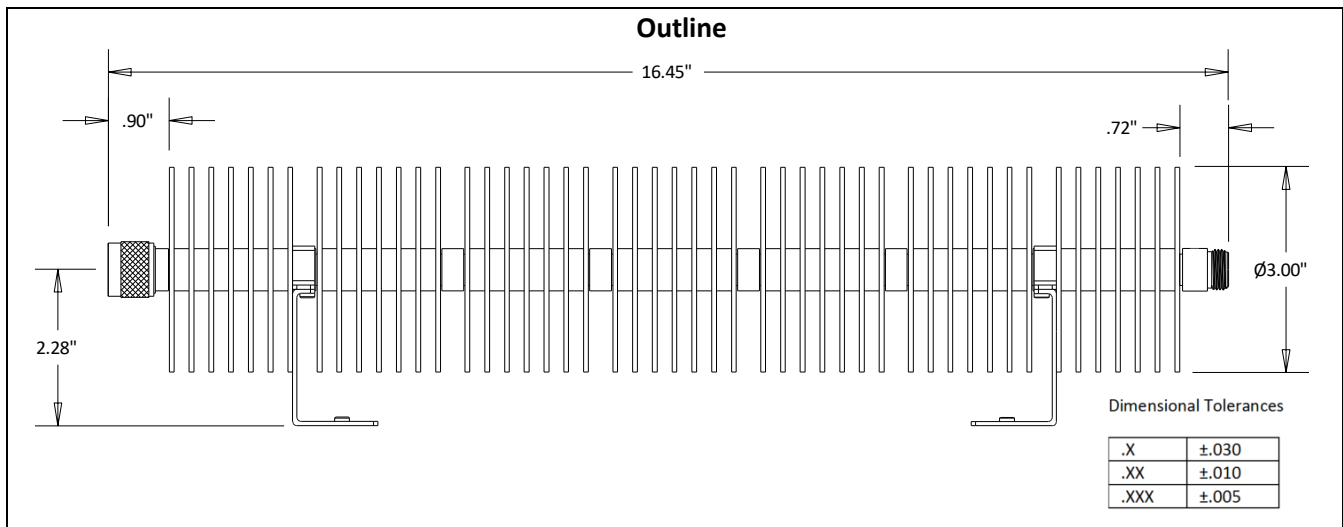 Outline
16.45"
.90"
.72"
Ø3.00"
2.28"
Dimensional Tolerances
.X ±.030
.XX ±.010
.XXX ±.005